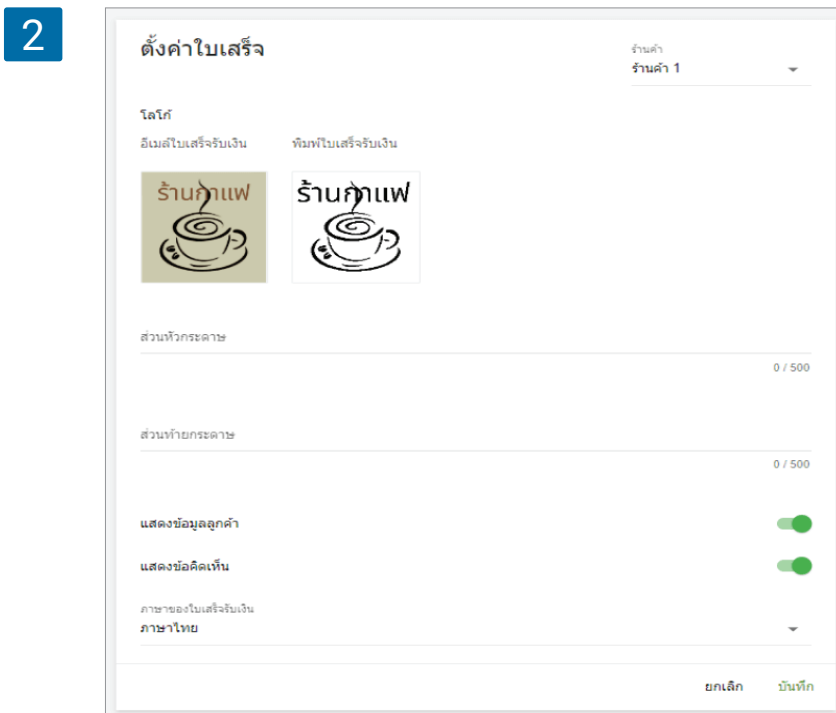 2
ตั้งค่าใบเสร็จ
ร้านค้า
ร้านค้า 1
โลโก้
อีเมล์ใบเสร็จรับเงิน พิมพ์ใบเสร็จรับเงิน
ร้านกาแฟ ร้านกาแฟ
ส่วนหัวกระดาษ
0 / 500
ส่วนท้ายกระดาษ
0 / 500
แสดงข้อมูลลูกค้า
แสดงข้อคิดเห็น
ภาษาของใบเสร็จรับเงิน
ภาษาไทย
ยกเลิก บันทึก